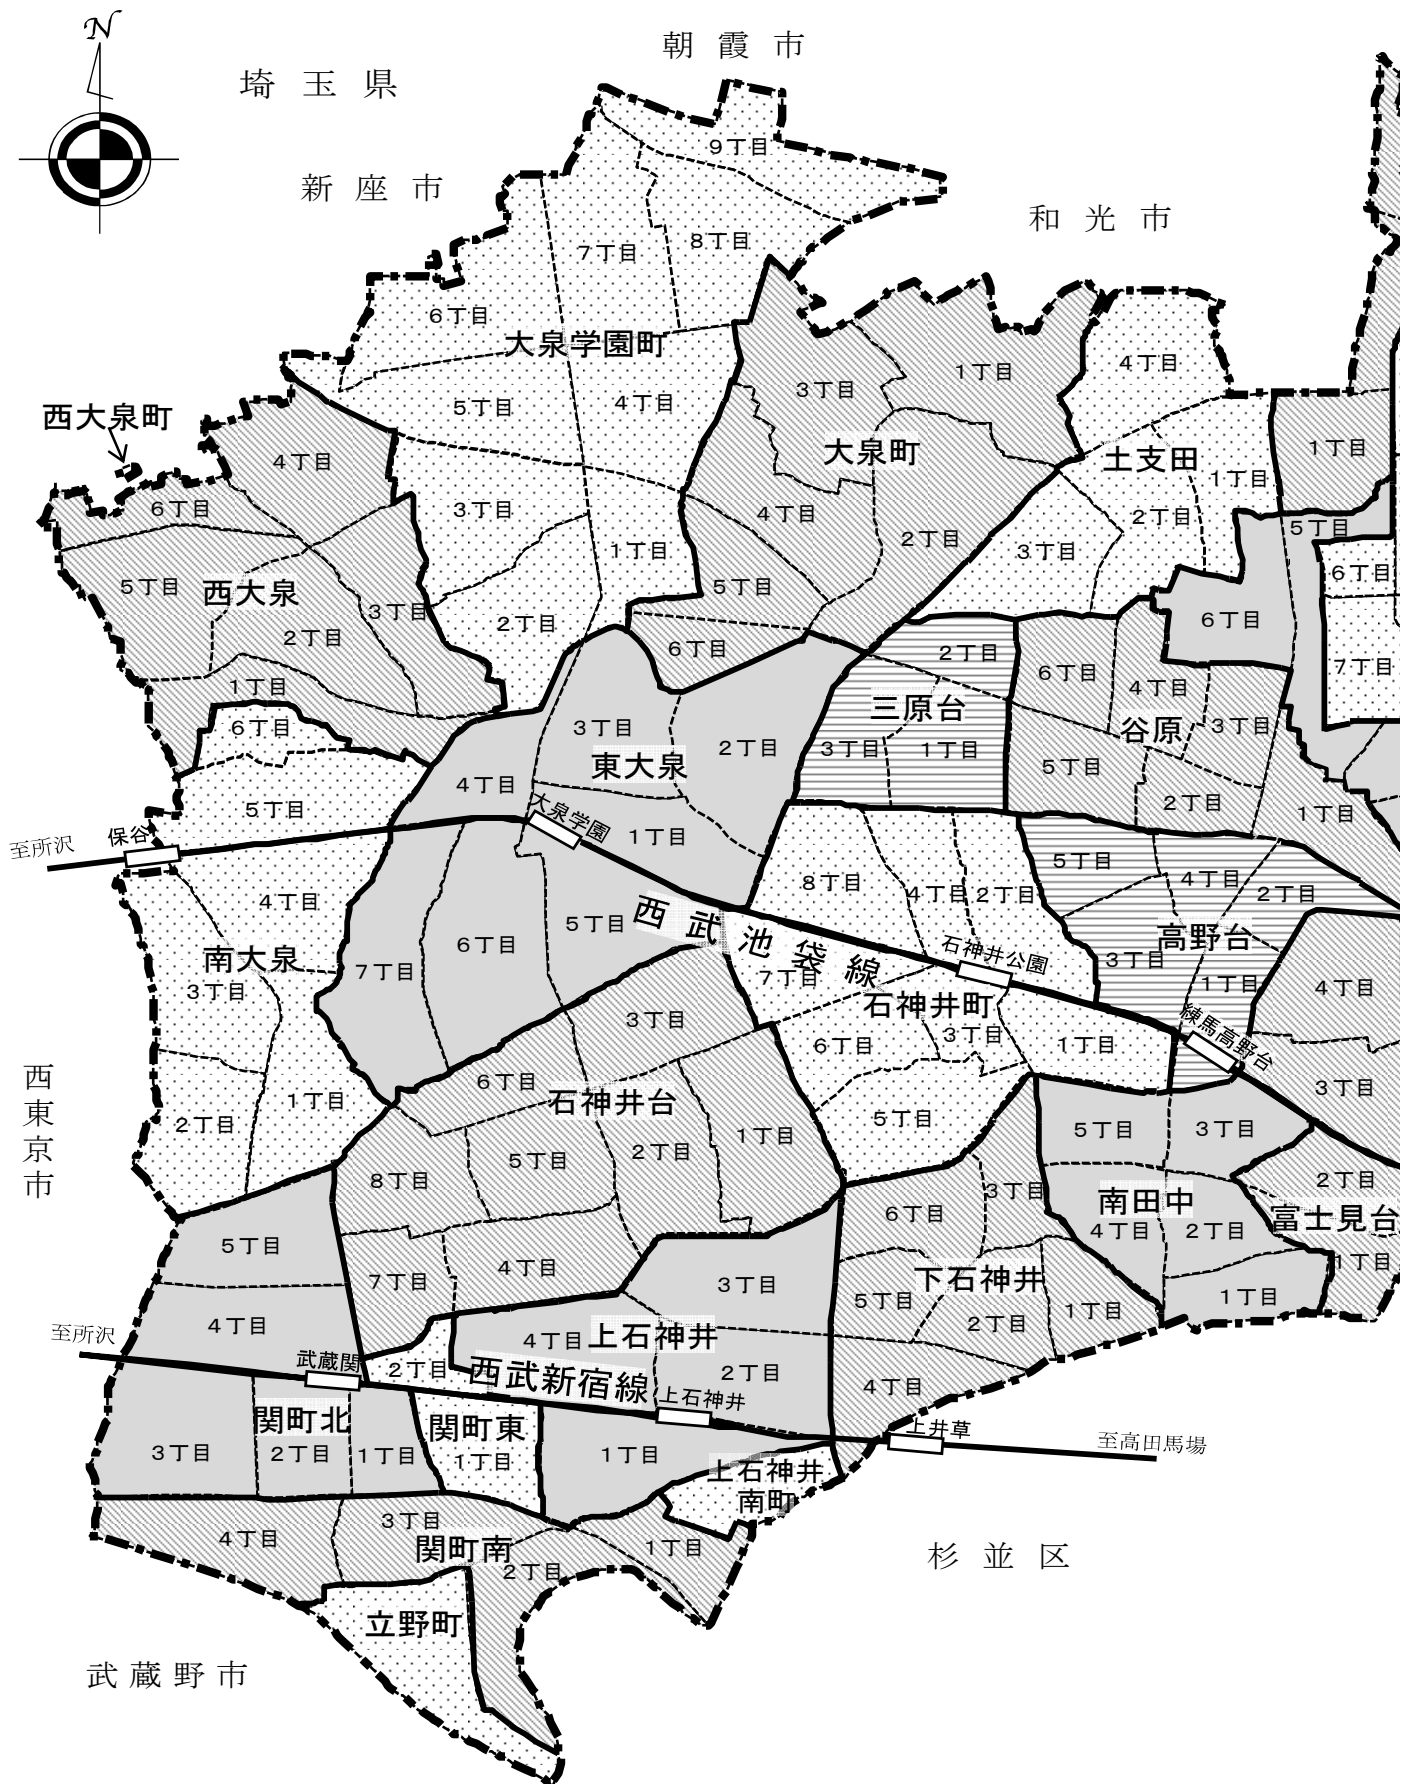 N
朝霞市
埼玉県
新座市
和光市
9丁目
8丁目
7丁目
6丁目
大泉学園町
5丁目
4丁目
3丁目
1丁目
2丁目
西大泉町
4丁目
6丁目
5丁目
西大泉
3丁目
2丁目
1丁目
3丁目
1丁目
大泉町
4丁目
2丁目
5丁目
6丁目
4丁目
土支田
1丁目
2丁目
3丁目
1丁目
5丁目
6丁目
6丁目
7丁目
2丁目
三原台
3丁目
1丁目
6丁目
4丁目
3丁目
谷原
5丁目
2丁目
1丁目
6丁目
5丁目
至所沢
保谷
4丁目
南大泉
3丁目
2丁目
1丁目
3丁目
2丁目
東大泉
4丁目
大泉学園
1丁目
5丁目
6丁目
7丁目
西武池袋線
8丁目
4丁目
2丁目
石神井公園
7丁目
石神井町
6丁目
3丁目
1丁目
5丁目
5丁目
4丁目
2丁目
高野台
3丁目
1丁目
練馬高野台
4丁目
3丁目
2丁目
富士見台
1丁目
3丁目
6丁目
石神井台
5丁目
2丁目
1丁目
8丁目
7丁目
4丁目
5丁目
3丁目
南田中
4丁目
2丁目
1丁目
3丁目
6丁目
下石神井
5丁目
2丁目
1丁目
4丁目
西東京市
5丁目
4丁目
至所沢
武蔵関
関町北
3丁目
2丁目
1丁目
3丁目
4丁目
上石神井
2丁目
西武新宿線
上石神井
1丁目
2丁目
関町東
1丁目
上井草
至高田馬場
上石神井
南町
4丁目
3丁目
関町南
2丁目
1丁目
立野町
杉並区
武蔵野市